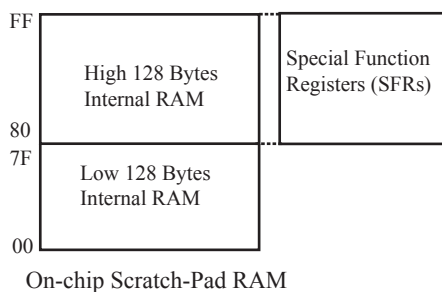 FF
High 128 Bytes
Internal RAM
Special Function
Registers (SFRs)
80
7F
Low 128 Bytes
Internal RAM
00
On-chip Scratch-Pad RAM